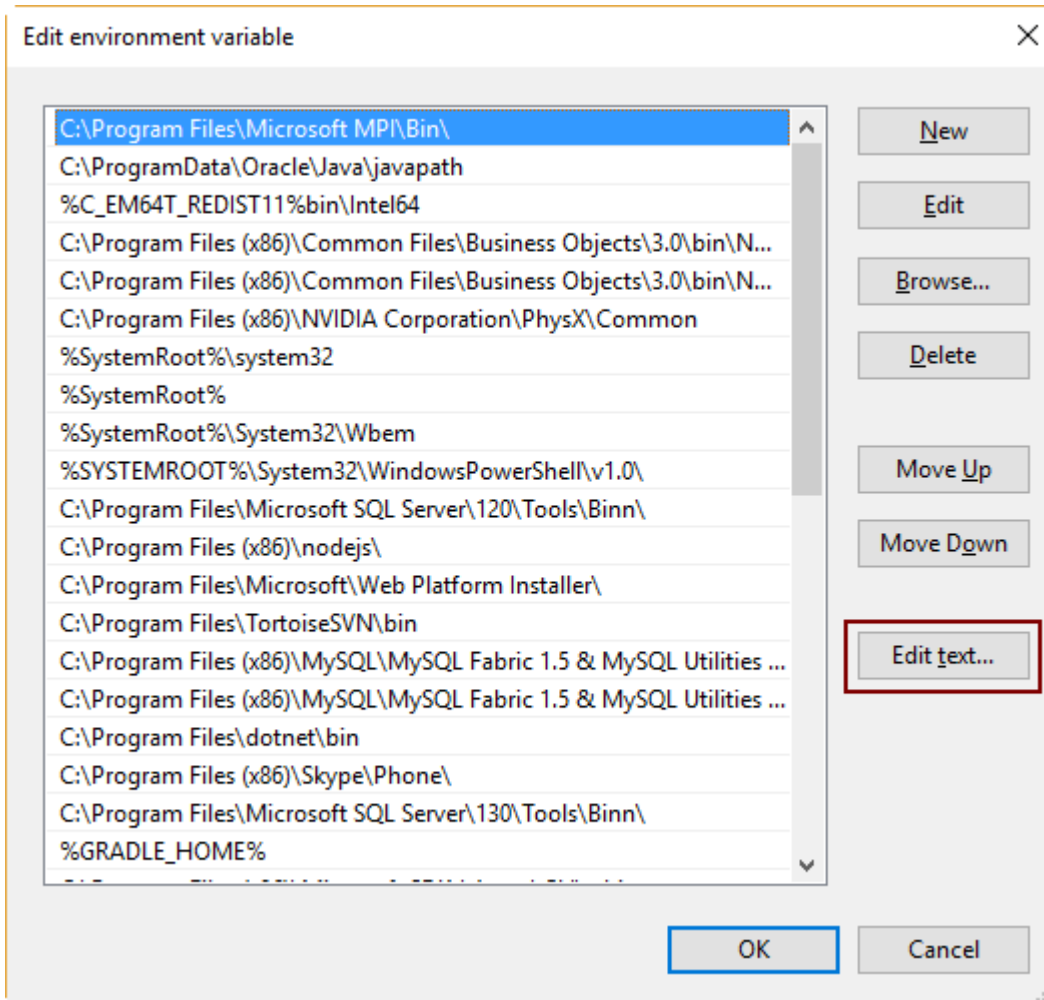 Edit environment variable
C:\Program Files\Microsoft MPI\Bin\
C:\ProgramData\Oracle\Java\javapath
%C_EM64T_REDIST11%bin\Intel64
C:\Program Files (x86)\Common Files\Business Objects\3.0\bin\N...
C:\Program Files (x86)\Common Files\Business Objects\3.0\bin\N...
C:\Program Files (x86)\NVIDIA Corporation\PhysX\Common
%SystemRoot%\system32
%SystemRoot%
%SystemRoot%\System32\Wbem
%SYSTEMROOT%\System32\WindowsPowerShell\v1.0\
C:\Program Files\Microsoft SQL Server\120\Tools\Binn\
C:\Program Files (x86)\nodejs\
C:\Program Files\Microsoft\Web Platform Installer\
C:\Program Files\TortoiseSVN\bin
C:\Program Files (x86)\MySQL\MySQL Fabric 1.5 & MySQL Utilities ...
C:\Program Files (x86)\MySQL\MySQL Fabric 1.5 & MySQL Utilities ...
C:\Program Files\dotnet\bin
C:\Program Files (x86)\Skype\Phone\
C:\Program Files\Microsoft SQL Server\130\Tools\Binn\
%GRADLE_HOME%
New
Edit
Browse...
Delete
Move Up
Move Down
Edit text...
OK
Cancel